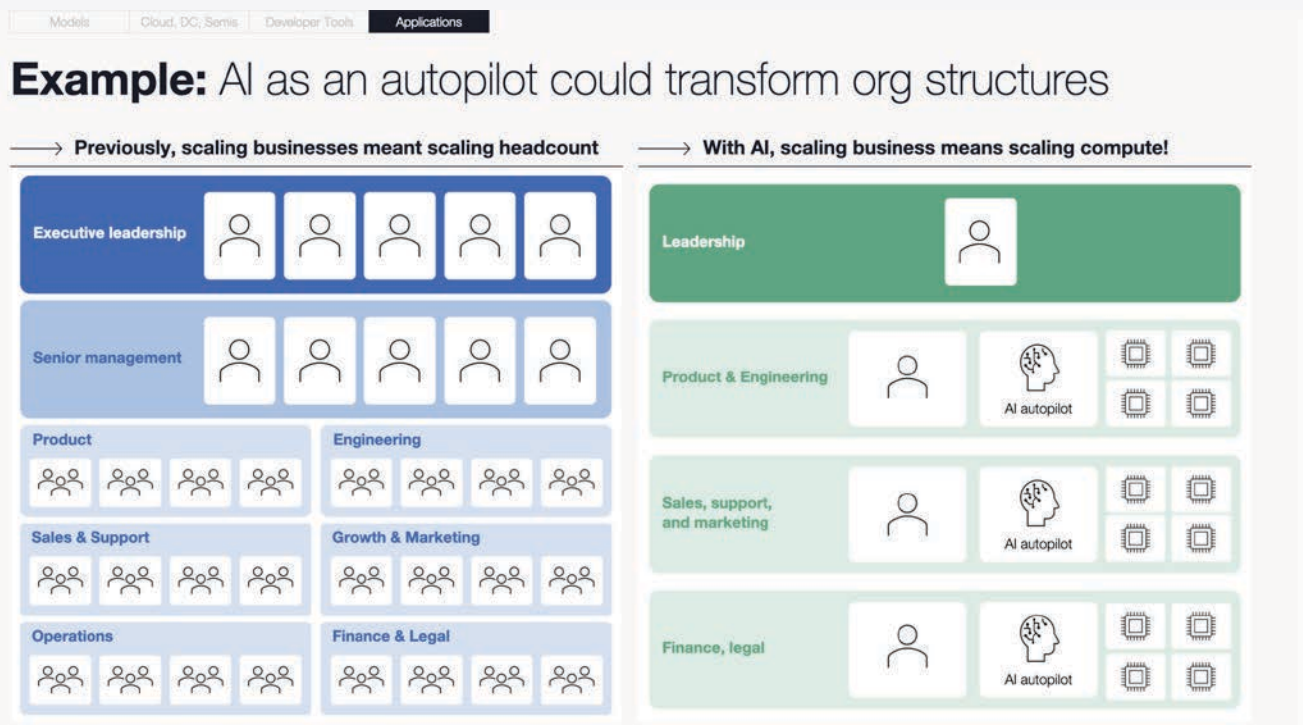 Models
Cloud, DC, Semis
Developer Tools
Applications
Example: AI as an autopilot could transform org structures
Previously, scaling businesses meant scaling headcount
Executive leadership
Senior management
Product
Engineering
Sales & Support
Growth & Marketing
Operations
Finance & Legal
With AI, scaling business means scaling compute!
Leadership
Product & Engineering
AI autopilot
Sales, support,
and marketing
AI autopilot
Finance, legal
AI autopilot